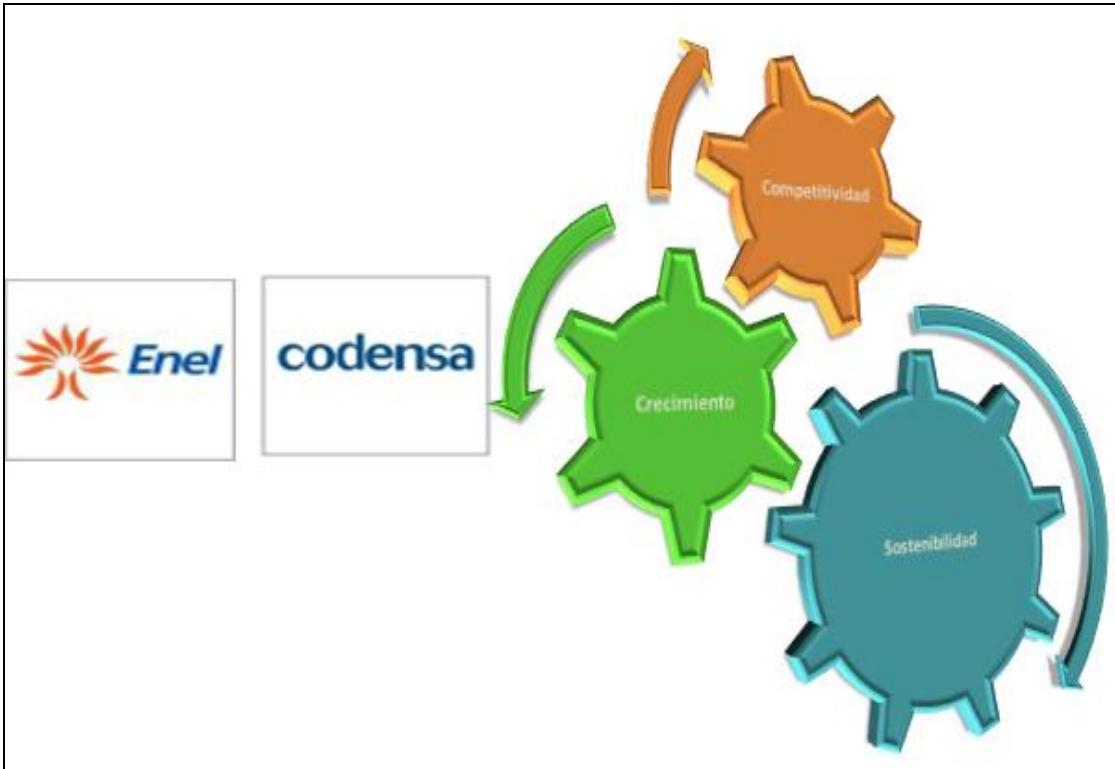 Enel
codensa
Competitividad
Crecimiento
Sostenibilidad